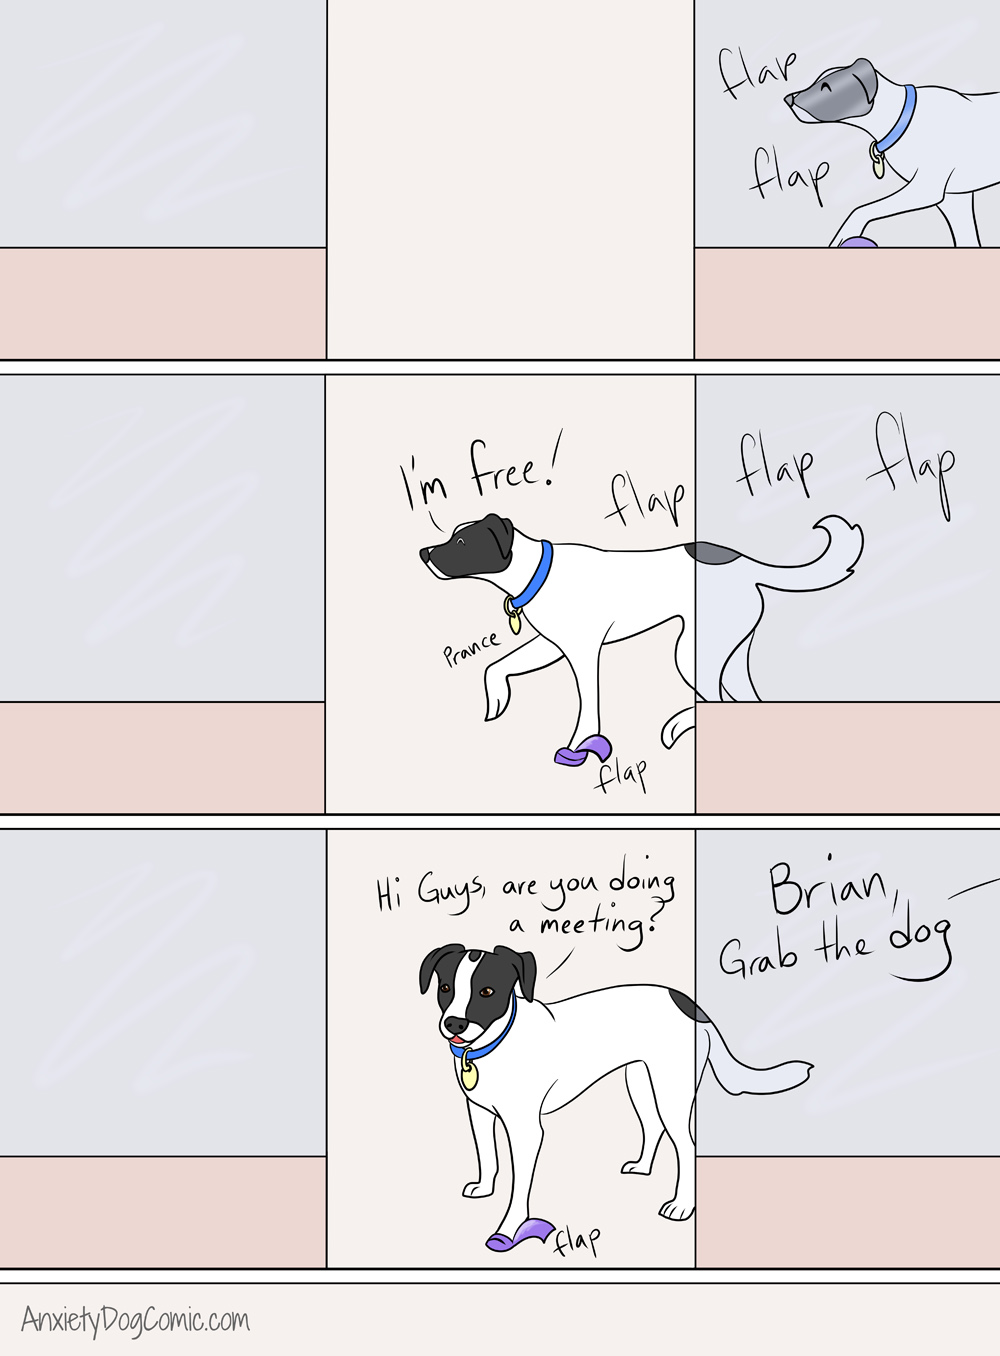 flap
flap
I'm free!
flap
flap
flap
Prance
flap
Hi Guys, are you doing
a meeting?
Brian,
Grab the dog
flap
AnxietyDogComic.com